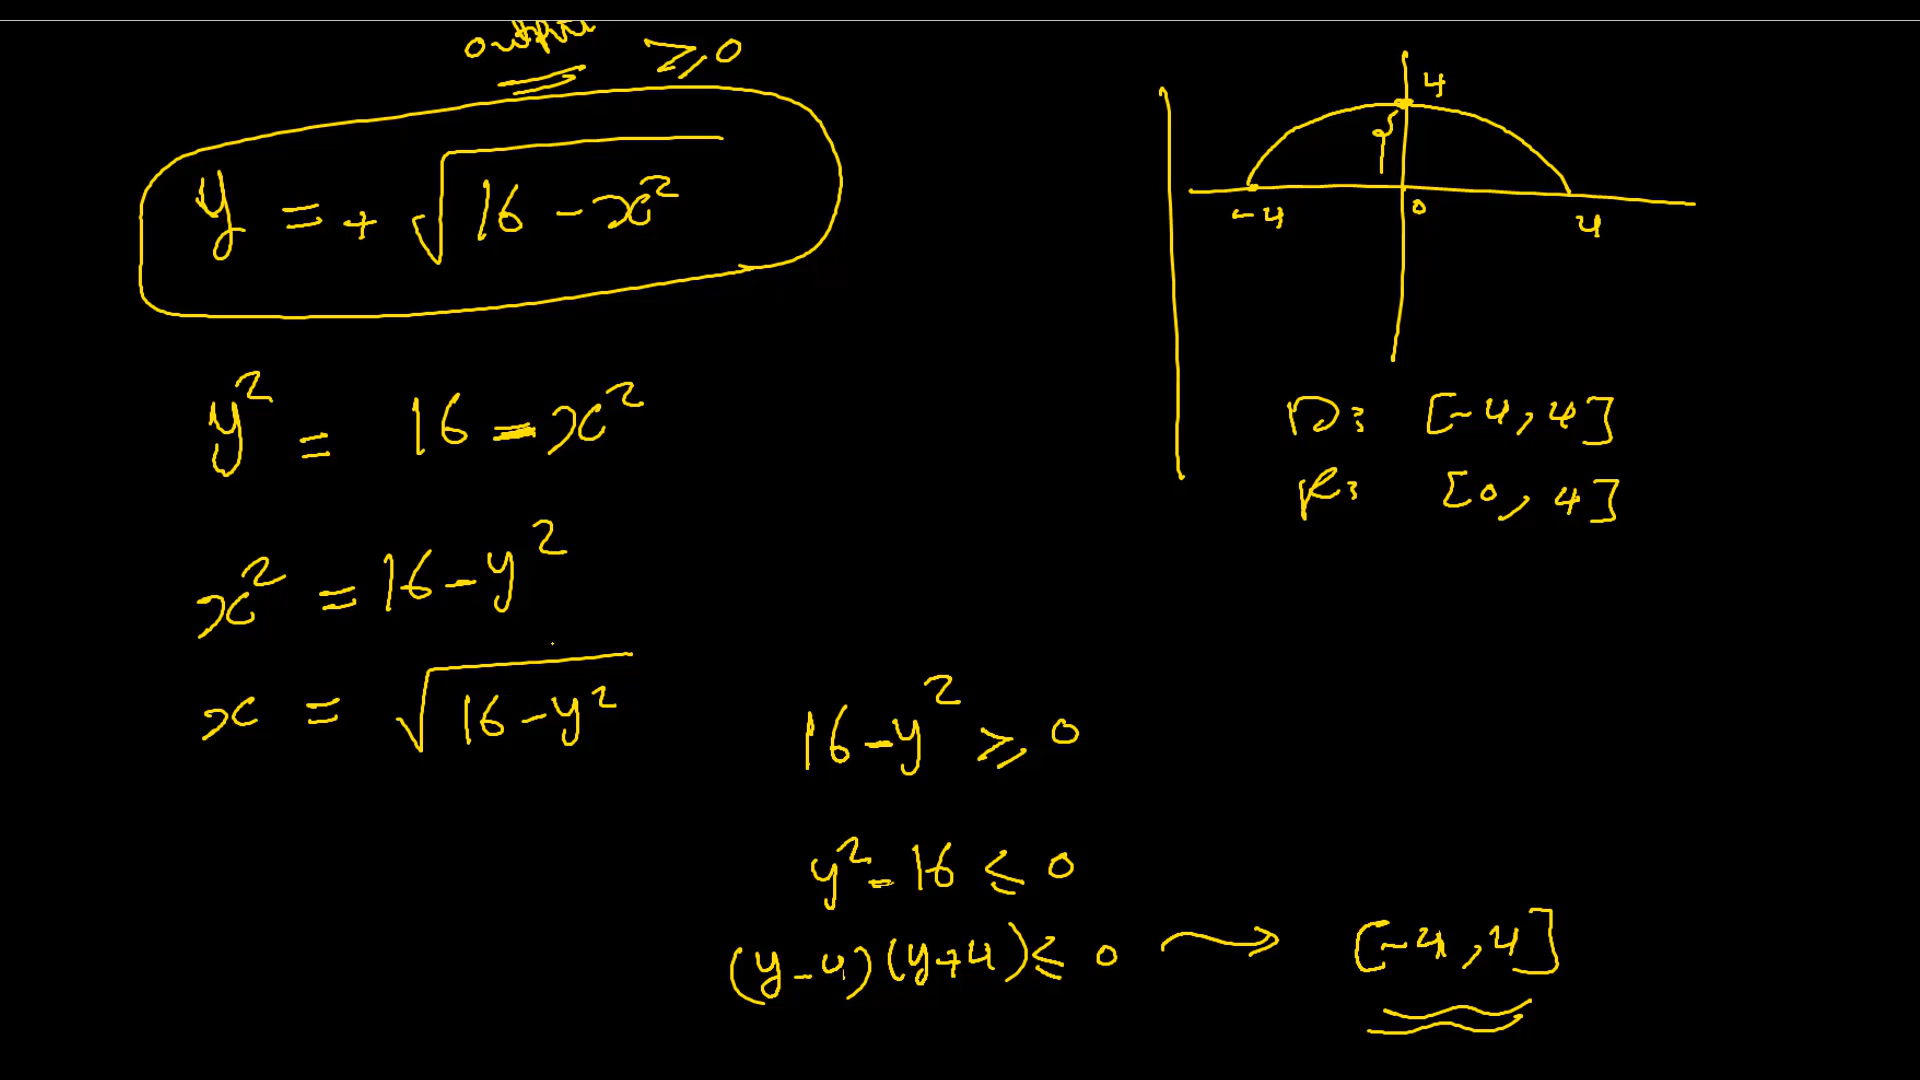 output ≥ 0
y = + √(16 - x²)
y² = 16 - x²
x² = 16 - y²
x = √(16 - y²)
16 - y² ≥ 0
y² - 16 ≤ 0
(y - 4)(y + 4) ≤ 0 → [-4, 4]
4
-4 0 4
D: [-4, 4]
R: [0, 4]